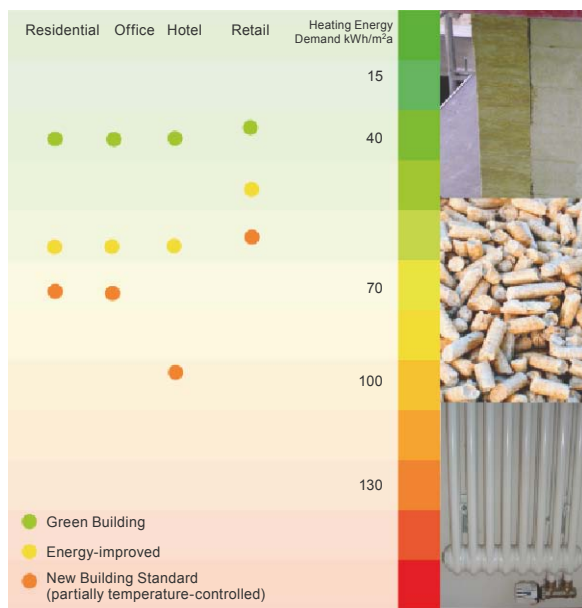 Residential Office Hotel Retail
Heating Energy
Demand kWh/m²a
15
40
70
100
130
Green Building
Energy-improved
New Building Standard
(partially temperature-controlled)